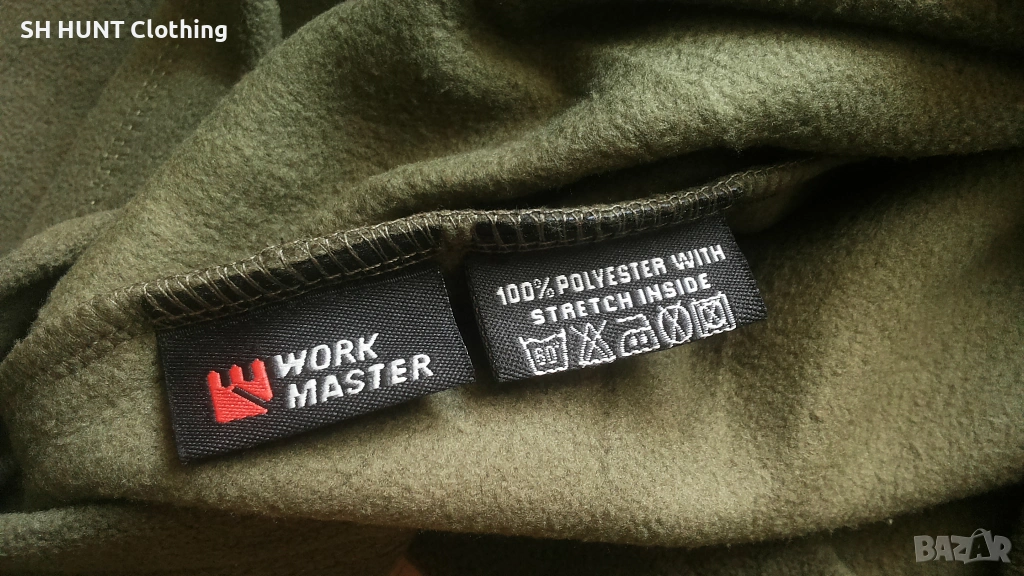 SH HUNT Clothing
WORK
MASTER
100% POLYESTER WITH
STRETCH INSIDE
60
BAZAR